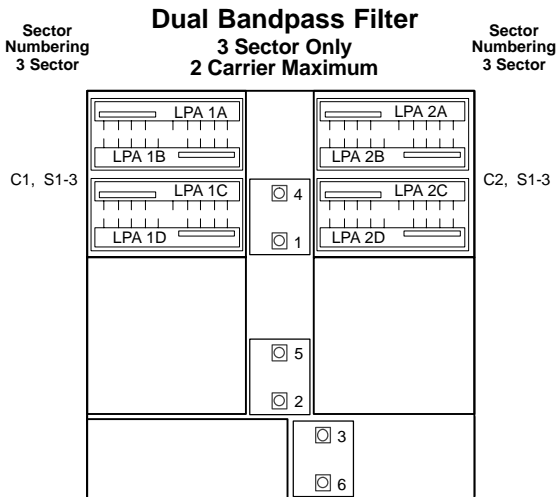 Dual Bandpass Filter
3 Sector Only
2 Carrier Maximum
Sector
Numbering
3 Sector
Sector
Numbering
3 Sector
LPA 1A
LPA 1B
LPA 2A
LPA 2B
C1, S1-3
C2, S1-3
LPA 1C
LPA 1D
4
1
LPA 2C
LPA 2D
5
2
3
6